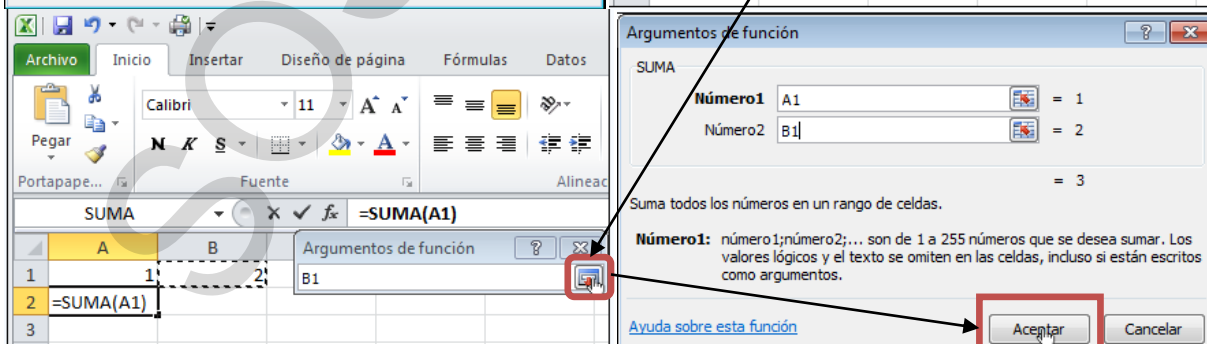 Archivo Inicio Insertar Diseño de página Fórmulas Datos
Calibri 11 A A
Pegar N K S A
Portapape... Fuente Alineac
SUMA fx =SUMA(A1)
A B
1 1 2
2 =SUMA(A1)
3
Argumentos de función
B1
Argumentos de función
SUMA
Número1 A1 = 1
Número2 B1 = 2
= 3
Suma todos los números en un rango de celdas.
Número1: número1;número2;... son de 1 a 255 números que se desea sumar. Los
valores lógicos y el texto se omiten en las celdas, incluso si están escritos
como argumentos.
Ayuda sobre esta función Aceptar Cancelar